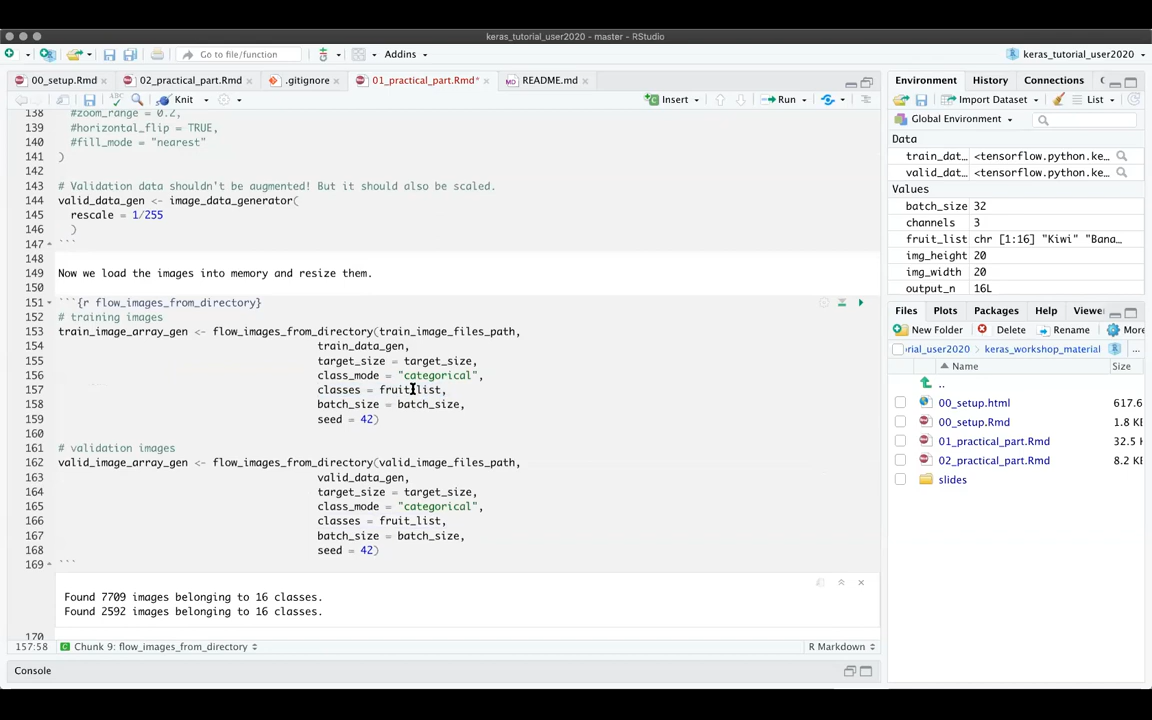 keras_tutorial_user2020 - master - RStudio
Go to file/function
Addins
keras_tutorial_user2020
00_setup.Rmd
02_practical_part.Rmd
.gitignore
01_practical_part.Rmd*
README.md
Knit
Insert
Run
138 #zoom_range = 0.2,
139 #horizontal_flip = TRUE,
140 #fill_mode = "nearest"
141 )
142
143 # Validation data shouldn't be augmented! But it should also be scaled.
144 valid_data_gen <- image_data_generator(
145 rescale = 1/255
146 )
147 ```
148
149 Now we load the images into memory and resize them.
150
151 ```{r flow_images_from_directory}
152 # training images
153 train_image_array_gen <- flow_images_from_directory(train_image_files_path,
154 train_data_gen,
155 target_size = target_size,
156 class_mode = "categorical",
157 classes = fruit_list,
158 batch_size = batch_size,
159 seed = 42)
160
161 # validation images
162 valid_image_array_gen <- flow_images_from_directory(valid_image_files_path,
163 valid_data_gen,
164 target_size = target_size,
165 class_mode = "categorical",
166 classes = fruit_list,
167 batch_size = batch_size,
168 seed = 42)
169 ```
Found 7709 images belonging to 16 classes.
Found 2592 images belonging to 16 classes.
170
157:58
Chunk 9: flow_images_from_directory
R Markdown
Console
Environment
History
Connections
Import Dataset
List
Global Environment
Data
train_dat… <tensorflow.python.ke…
valid_dat… <tensorflow.python.ke…
Values
batch_size 32
channels 3
fruit_list chr [1:16] "Kiwi" "Bana…
img_height 20
img_width 20
output_n 16L
Files
Plots
Packages
Help
Viewer
New Folder
Delete
Rename
More
rial_user2020
keras_workshop_material
...
Name
Size
..
00_setup.html 617.6
00_setup.Rmd 1.8 K
01_practical_part.Rmd 32.5 K
02_practical_part.Rmd 8.2 KE
slides